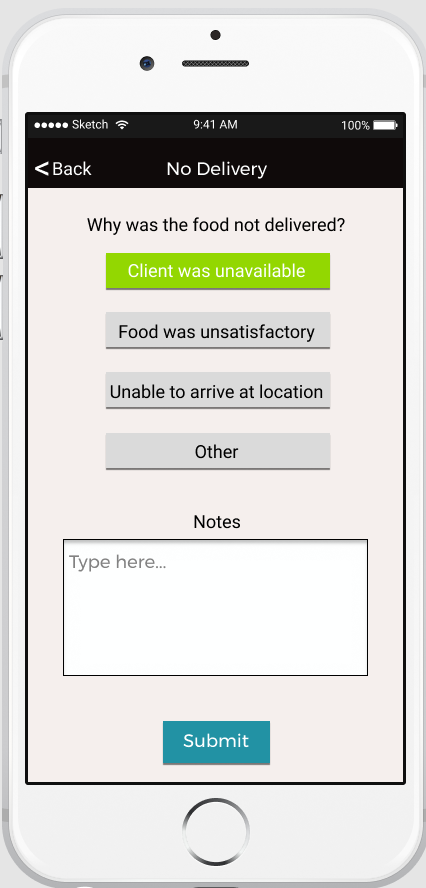 Sketch 9:41 AM 100%
< Back No Delivery
Why was the food not delivered?
Client was unavailable
Food was unsatisfactory
Unable to arrive at location
Other
Notes
Type here...
Submit